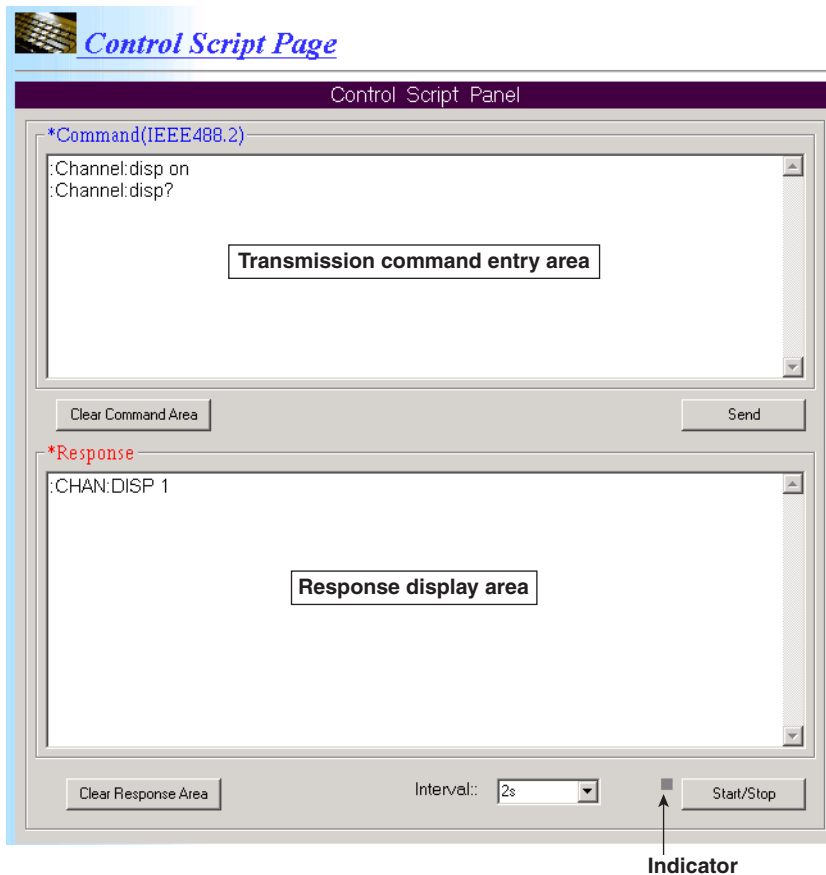 Control Script Page
Control Script Panel
*Command(IEEE488.2)
:Channel:disp on
:Channel:disp?
Transmission command entry area
Clear Command Area
Send
*Response
:CHAN:DISP 1
Response display area
Clear Response Area
Interval::
2s
Start/Stop
Indicator